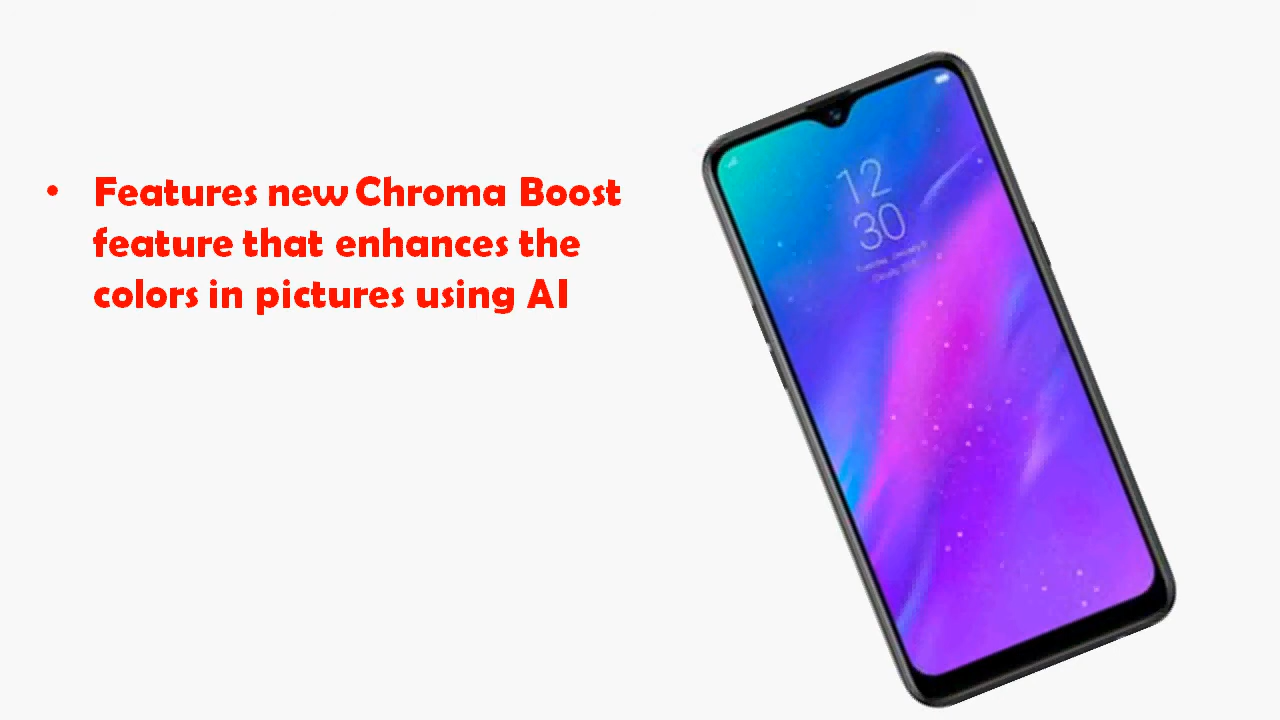 • Features new Chroma Boost
feature that enhances the
colors in pictures using AI
12
30